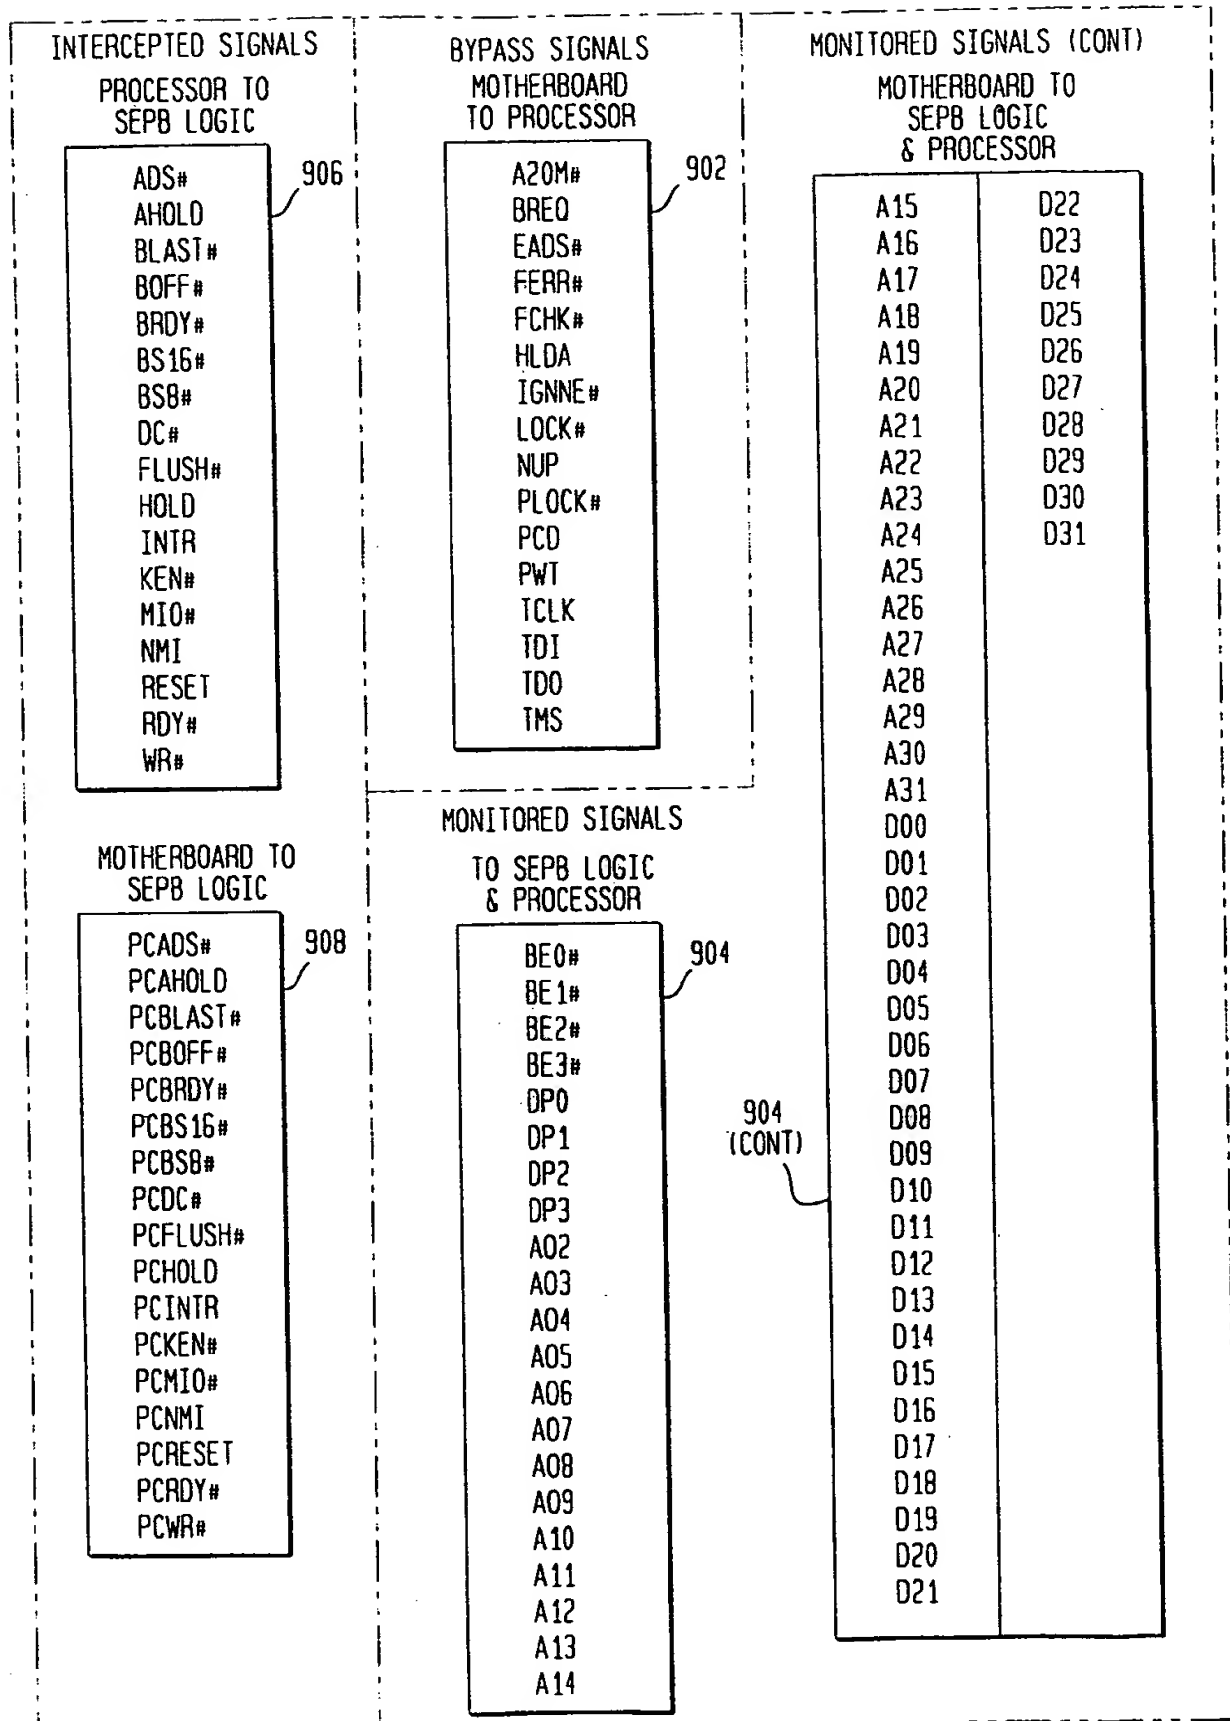 INTERCEPTED SIGNALS
PROCESSOR TO
SEPB LOGIC
906
ADS#
AHOLD
BLAST#
BOFF#
BRDY#
BS16#
BS8#
DC#
FLUSH#
HOLD
INTR
KEN#
MIO#
NMI
RESET
RDY#
WR#
MOTHERBOARD TO
SEPB LOGIC
908
PCADS#
PCAHOLD
PCBLAST#
PCBOFF#
PCBRDY#
PCBS16#
PCBS8#
PCDC#
PCFLUSH#
PCHOLD
PCINTR
PCKEN#
PCMIO#
PCNMI
PCRESET
PCRDY#
PCWR#
BYPASS SIGNALS
MOTHERBOARD
TO PROCESSOR
902
A20M#
BREQ
EADS#
FERR#
FCHK#
HLDA
IGNNE#
LOCK#
NUP
PLOCK#
PCD
PWT
TCLK
TDI
TDO
TMS
MONITORED SIGNALS
TO SEPB LOGIC
& PROCESSOR
904
BE0#
BE1#
BE2#
BE3#
DP0
DP1
DP2
DP3
A02
A03
A04
A05
A06
A07
A08
A09
A10
A11
A12
A13
A14
MONITORED SIGNALS (CONT)
MOTHERBOARD TO
SEPB LOGIC
& PROCESSOR
904
(CONT)
A15
A16
A17
A18
A19
A20
A21
A22
A23
A24
A25
A26
A27
A28
A29
A30
A31
D00
D01
D02
D03
D04
D05
D06
D07
D08
D09
D10
D11
D12
D13
D14
D15
D16
D17
D18
D19
D20
D21
D22
D23
D24
D25
D26
D27
D28
D29
D30
D31